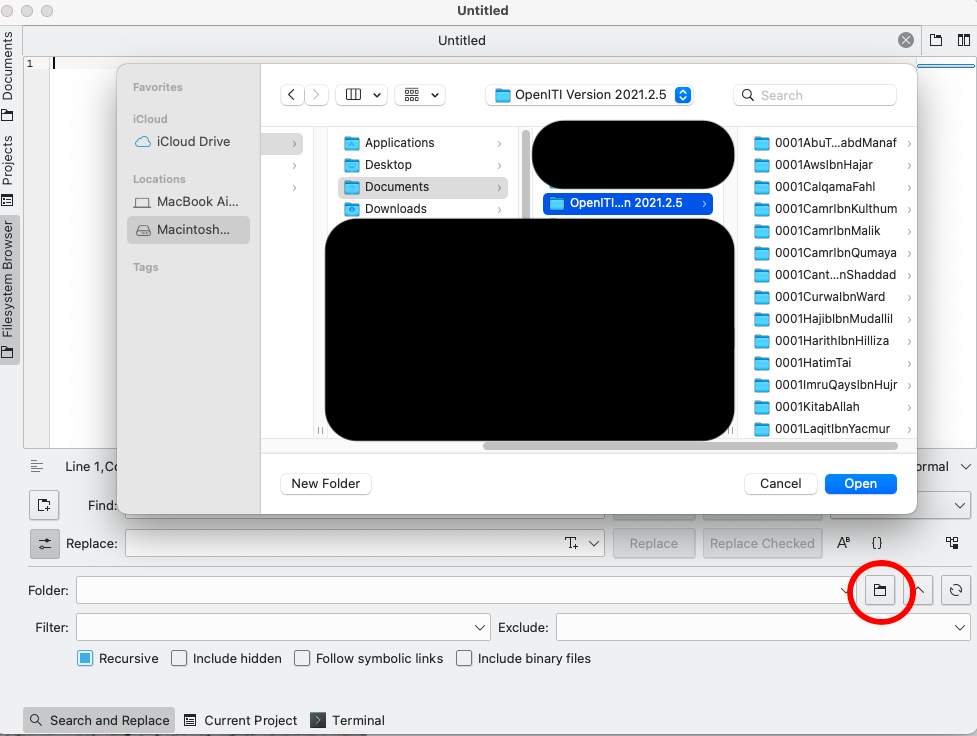 Untitled
Untitled
Documents
Projects
Filesystem Browser
1
Favorites
iCloud
iCloud Drive
Locations
MacBook Ai...
Macintosh...
Tags
OpenITI Version 2021.2.5
Search
Applications
Desktop
Documents
Downloads
OpenITI...n 2021.2.5
0001AbuT...abdManaf
0001AwsIbnHajar
0001CalqamaFahl
0001CamrIbnKulthum
0001CamrIbnMalik
0001CamrIbnQumaya
0001Cant...nShaddad
0001CurwaIbnWard
0001HajibIbnMudallil
0001HarithIbnHilliza
0001HatimTai
0001ImruQaysIbnHujr
0001KitabAllah
0001LaqitIbnYacmur
New Folder
Cancel
Open
Line 1,Co
ormal
Find:
Replace:
Replace
Replace Checked
{}
Folder:
Filter:
Exclude:
Recursive
Include hidden
Follow symbolic links
Include binary files
Search and Replace
Current Project
Terminal